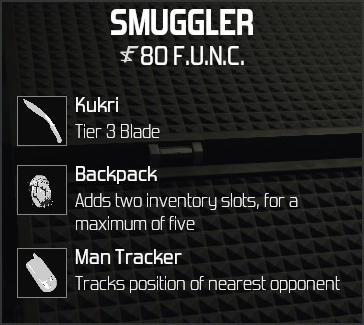 SMUGGLER
80 F.U.N.C.
Kukri
Tier 3 Blade
Backpack
Adds two inventory slots, for a
maximum of five
Man Tracker
Tracks position of nearest opponent